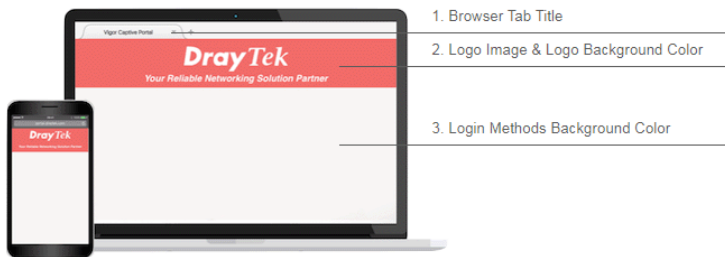 1. Browser Tab Title
Vigor Captive Portal
2. Logo Image & Logo Background Color
DrayTek
Your Reliable Networking Solution Partner
3. Login Methods Background Color
DrayTek
Your Reliable Networking Solution Partner